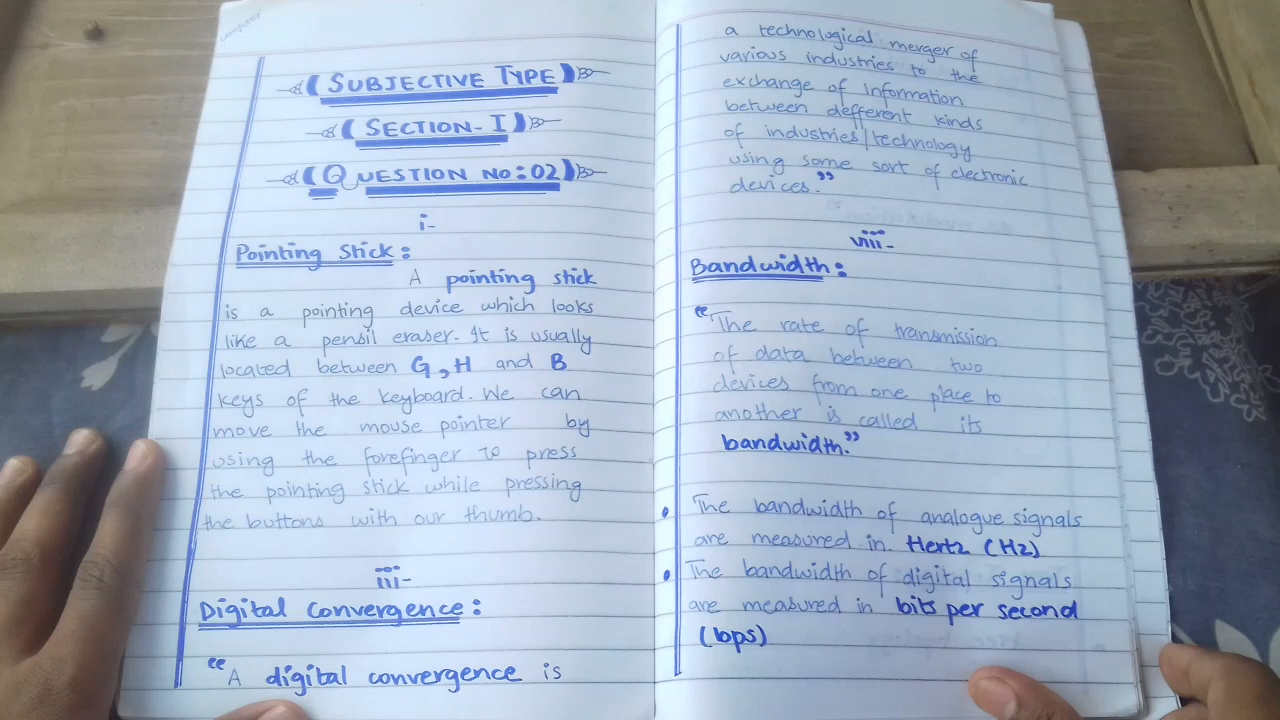 computer
(SUBJECTIVE TYPE)
(SECTION-I)
(QUESTION NO:02)
i-
Pointing Stick:
A pointing stick
is a pointing device which looks
like a pensil eraser. It is usually
located between G,H and B
keys of the keyboard. We can
move the mouse pointer by
using the forefinger to press
the pointing stick while pressing
the buttons with our thumb.
iii-
Digital Convergence:
“A digital convergence is
a technological merger of
various industries to the
exchange of Information
between defferent kinds
of industries/technology
using some sort of electronic
devices.”
viii-
Bandwidth:
“The rate of transmission
of data between two
devices from one place to
another is called its
bandwidth.”
• The bandwidth of analogue signals
are measured in Hertz (Hz)
• The bandwidth of digital signals
are measured in bits per second
(bps)